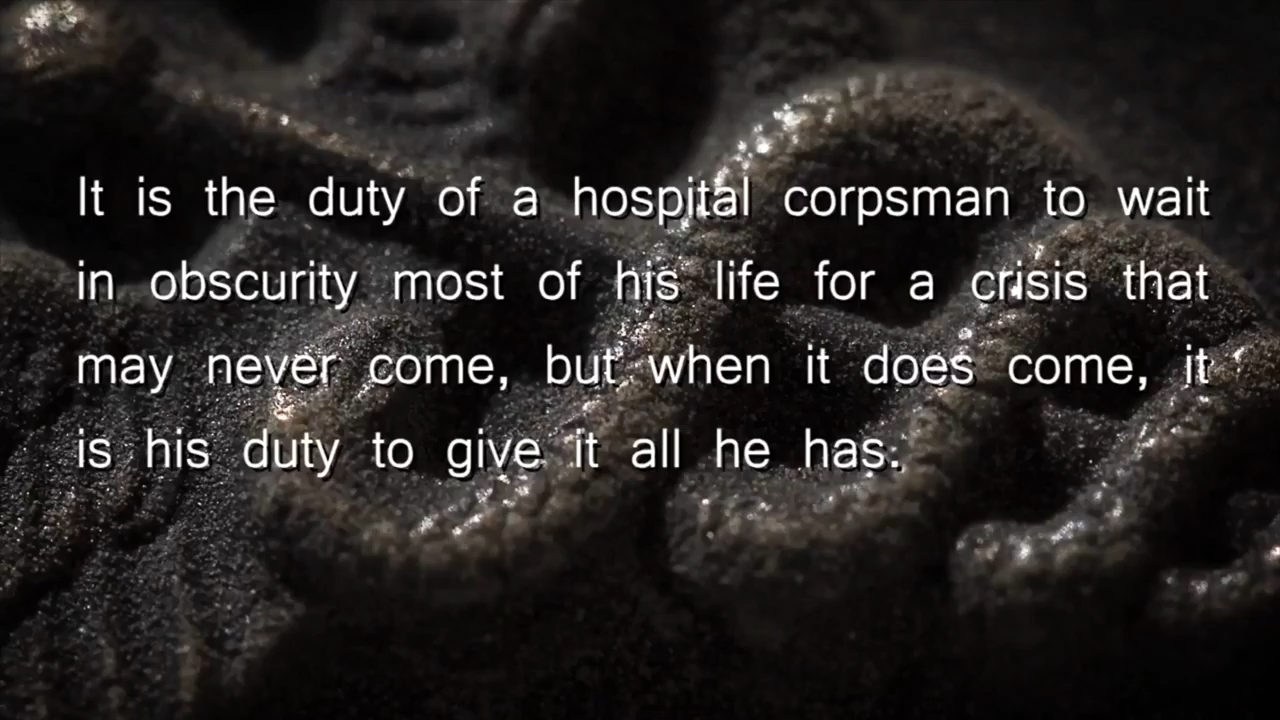 It is the duty of a hospital corpsman to wait
in obscurity most of his life for a crisis that
may never come, but when it does come, it
is his duty to give it all he has.